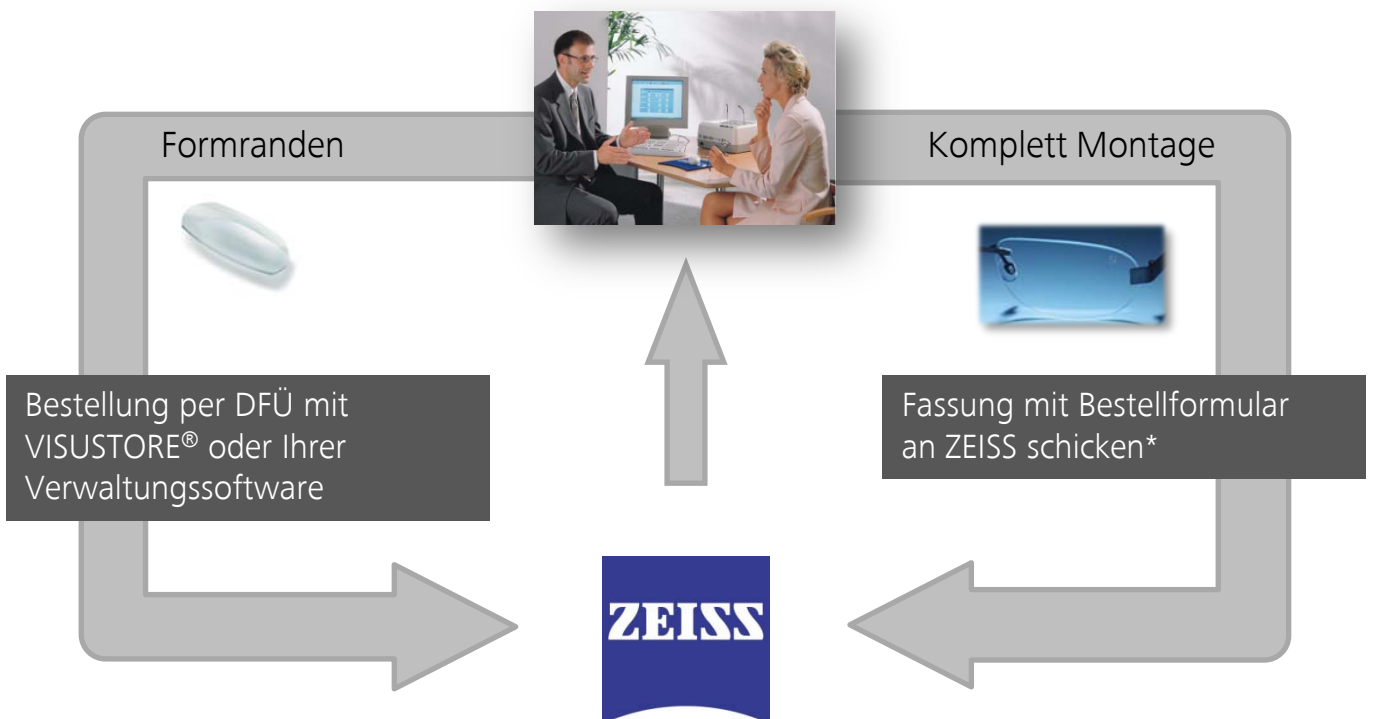 Formranden
Komplett Montage
Bestellung per DFÜ mit
VISUSTORE® oder Ihrer
Verwaltungssoftware
Fassung mit Bestellformular
an ZEISS schicken*
ZEISS